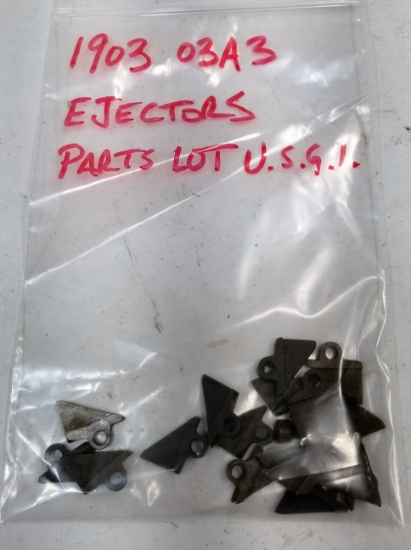 1903 03A3
EJECTORS
PARTS LOT U.S.G.I.